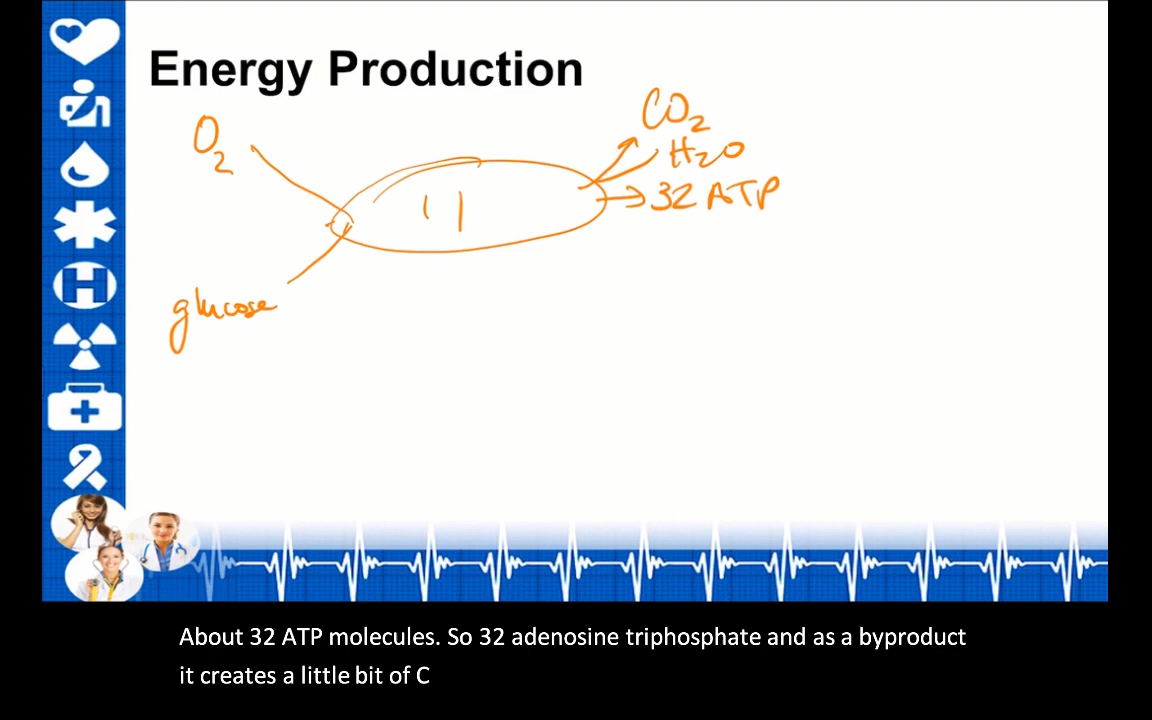 Energy Production
O2
CO2
H2O
32 ATP
glucose
H
About 32 ATP molecules. So 32 adenosine triphosphate and as a byproduct
it creates a little bit of C